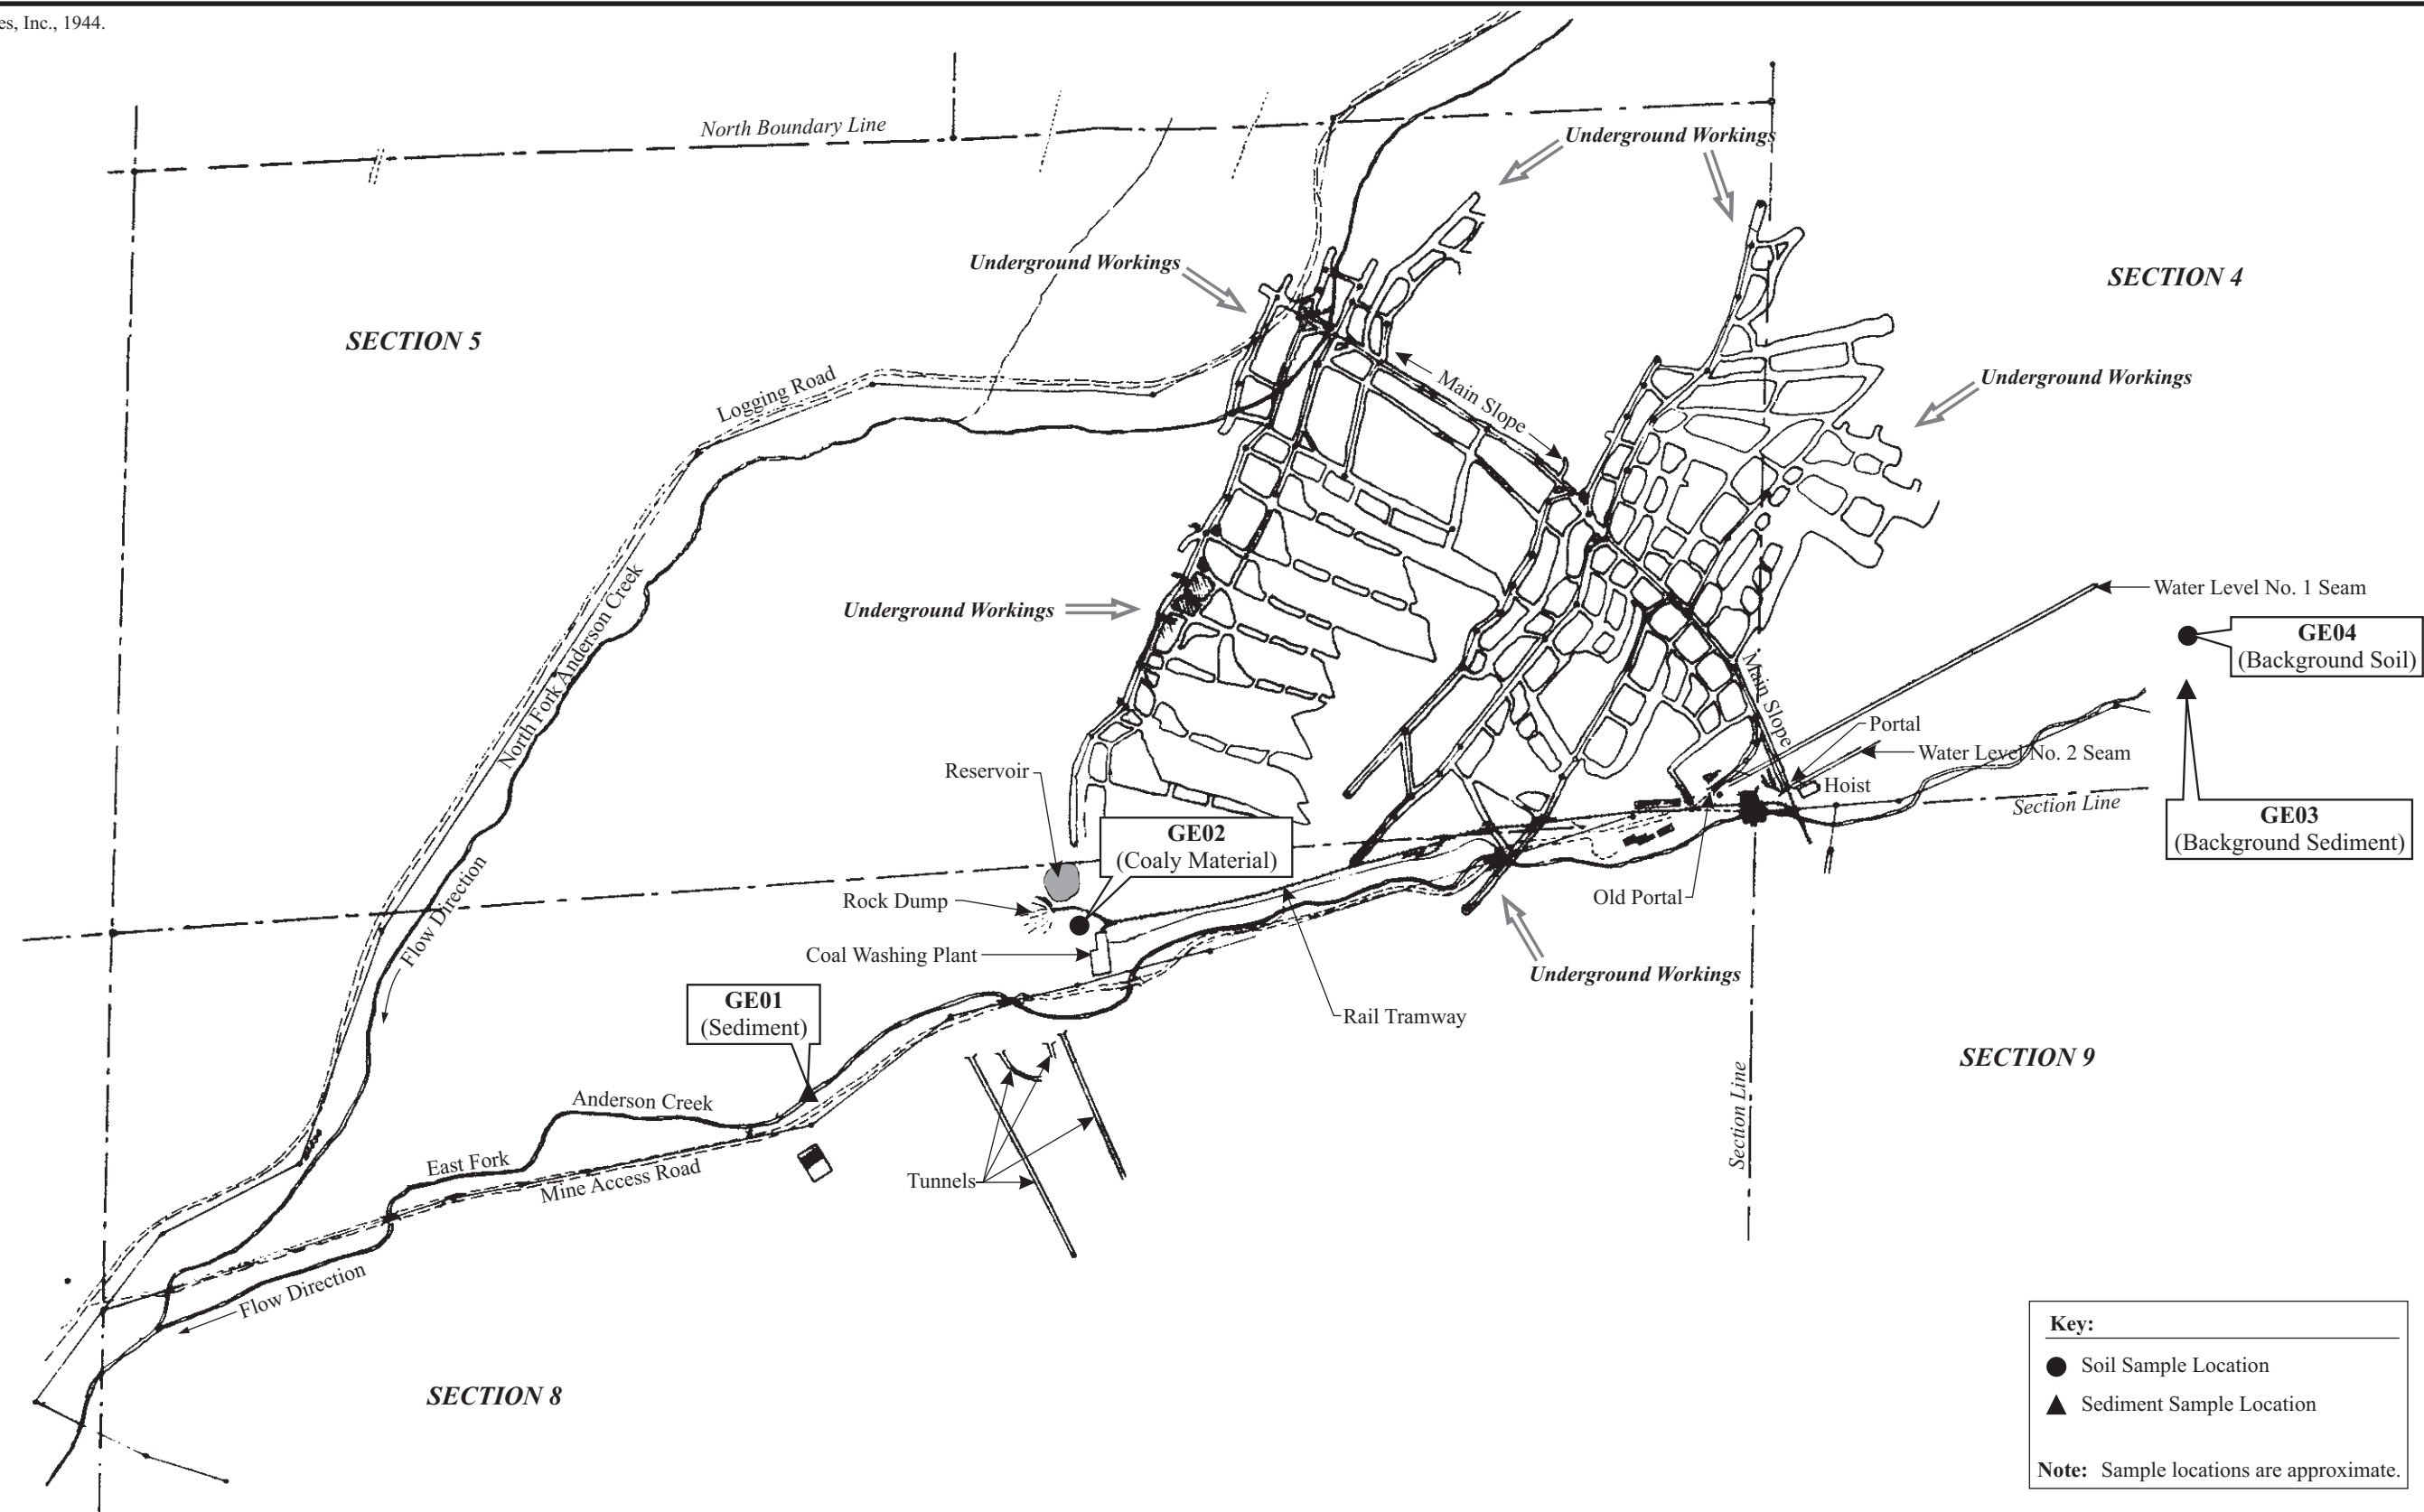 es, Inc., 1944.
North Boundary Line
Underground Workings
Underground Workings
SECTION 4
SECTION 5
Logging Road
Main Slope
Underground Workings
North Fork Anderson Creek
Underground Workings
Water Level No. 1 Seam
GE04
(Background Soil)
Main Slope
Portal
Water Level No. 2 Seam
Reservoir
Hoist
Section Line
GE03
(Background Sediment)
GE02
(Coaly Material)
Rock Dump
Old Portal
Flow Direction
Coal Washing Plant
Underground Workings
GE01
(Sediment)
Rail Tramway
SECTION 9
Anderson Creek
Section Line
East Fork
Mine Access Road
Tunnels
Flow Direction
SECTION 8
Key:
Soil Sample Location
Sediment Sample Location
Note: Sample locations are approximate.